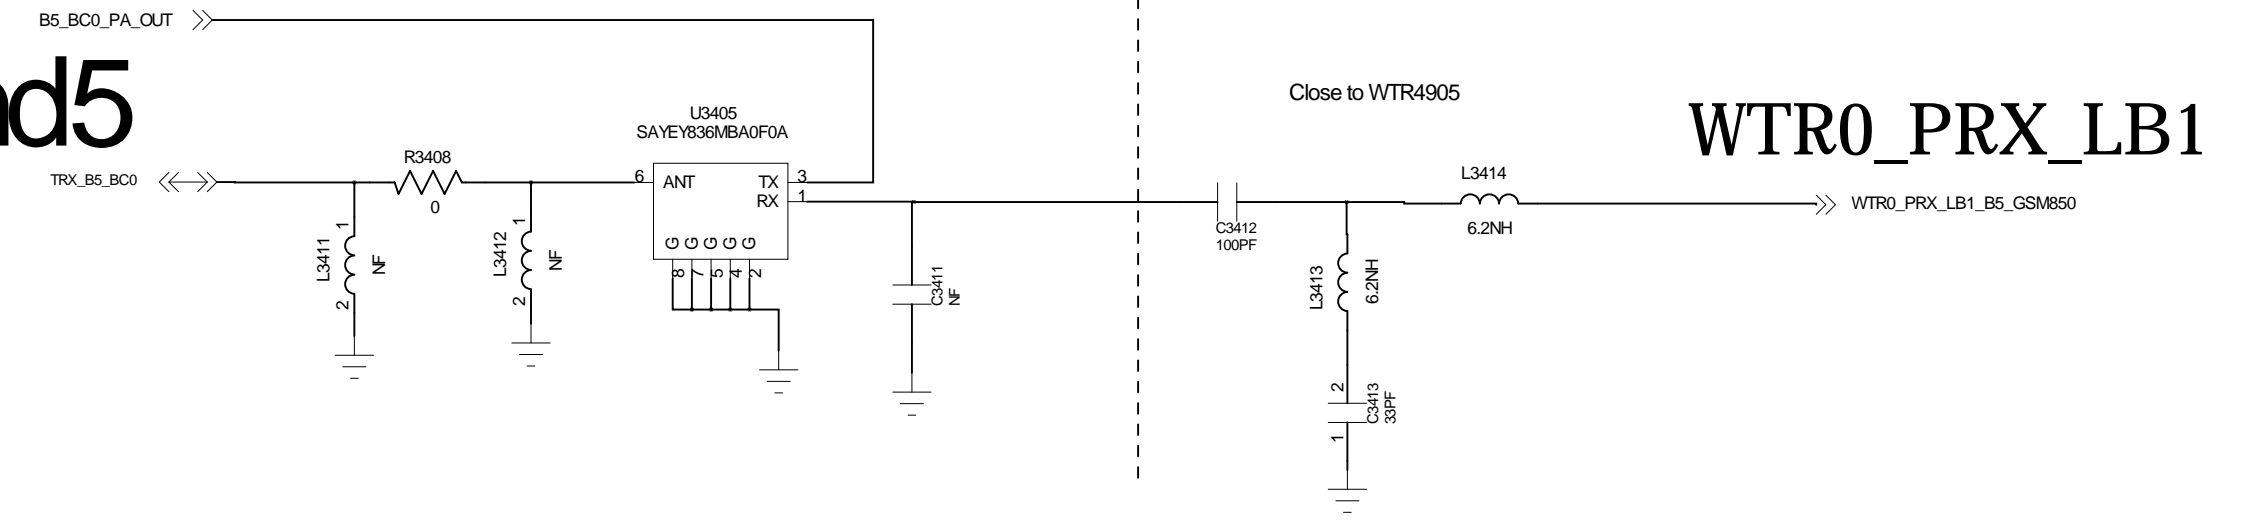 B5_BC0_PA_OUT
nd5
Close to WTR4905
WTR0_PRX_LB1
U3405
SAYEY836MBA0F0A
TRX_B5_BC0
R3408
0
6
ANT
TX
3
RX
1
G G G G G
8 7 5 4 2
L3411
NF
1
2
L3412
NF
1
2
C3411
NF
C3412
100PF
L3414
6.2NH
WTR0_PRX_LB1_B5_GSM850
L3413
6.2NH
2
C3413
33PF
1